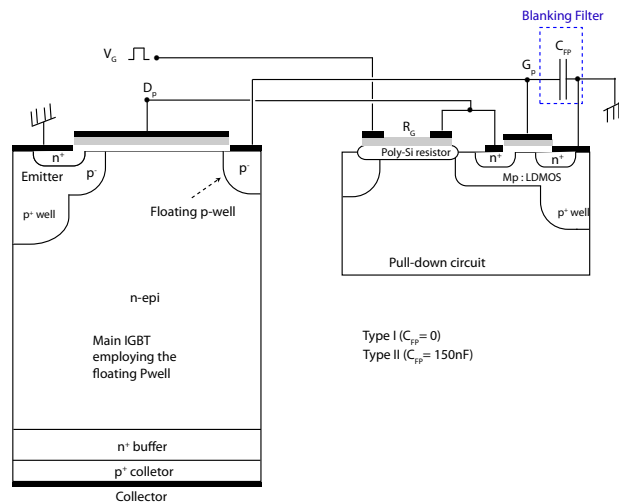 Blanking Filter
V_G
C_FP
G_p
D_p
R_G
n⁺
Poly-Si resistor
n⁺
n⁺
Emitter
p⁻
p⁻
Mp : LDMOS
Floating p-well
p⁺ well
p⁺ well
Pull-down circuit
n-epi
Type I (C_FP= 0)
Type II (C_FP= 150nF)
Main IGBT
employing the
floating Pwell
n⁺ buffer
p⁺ colletor
Collector